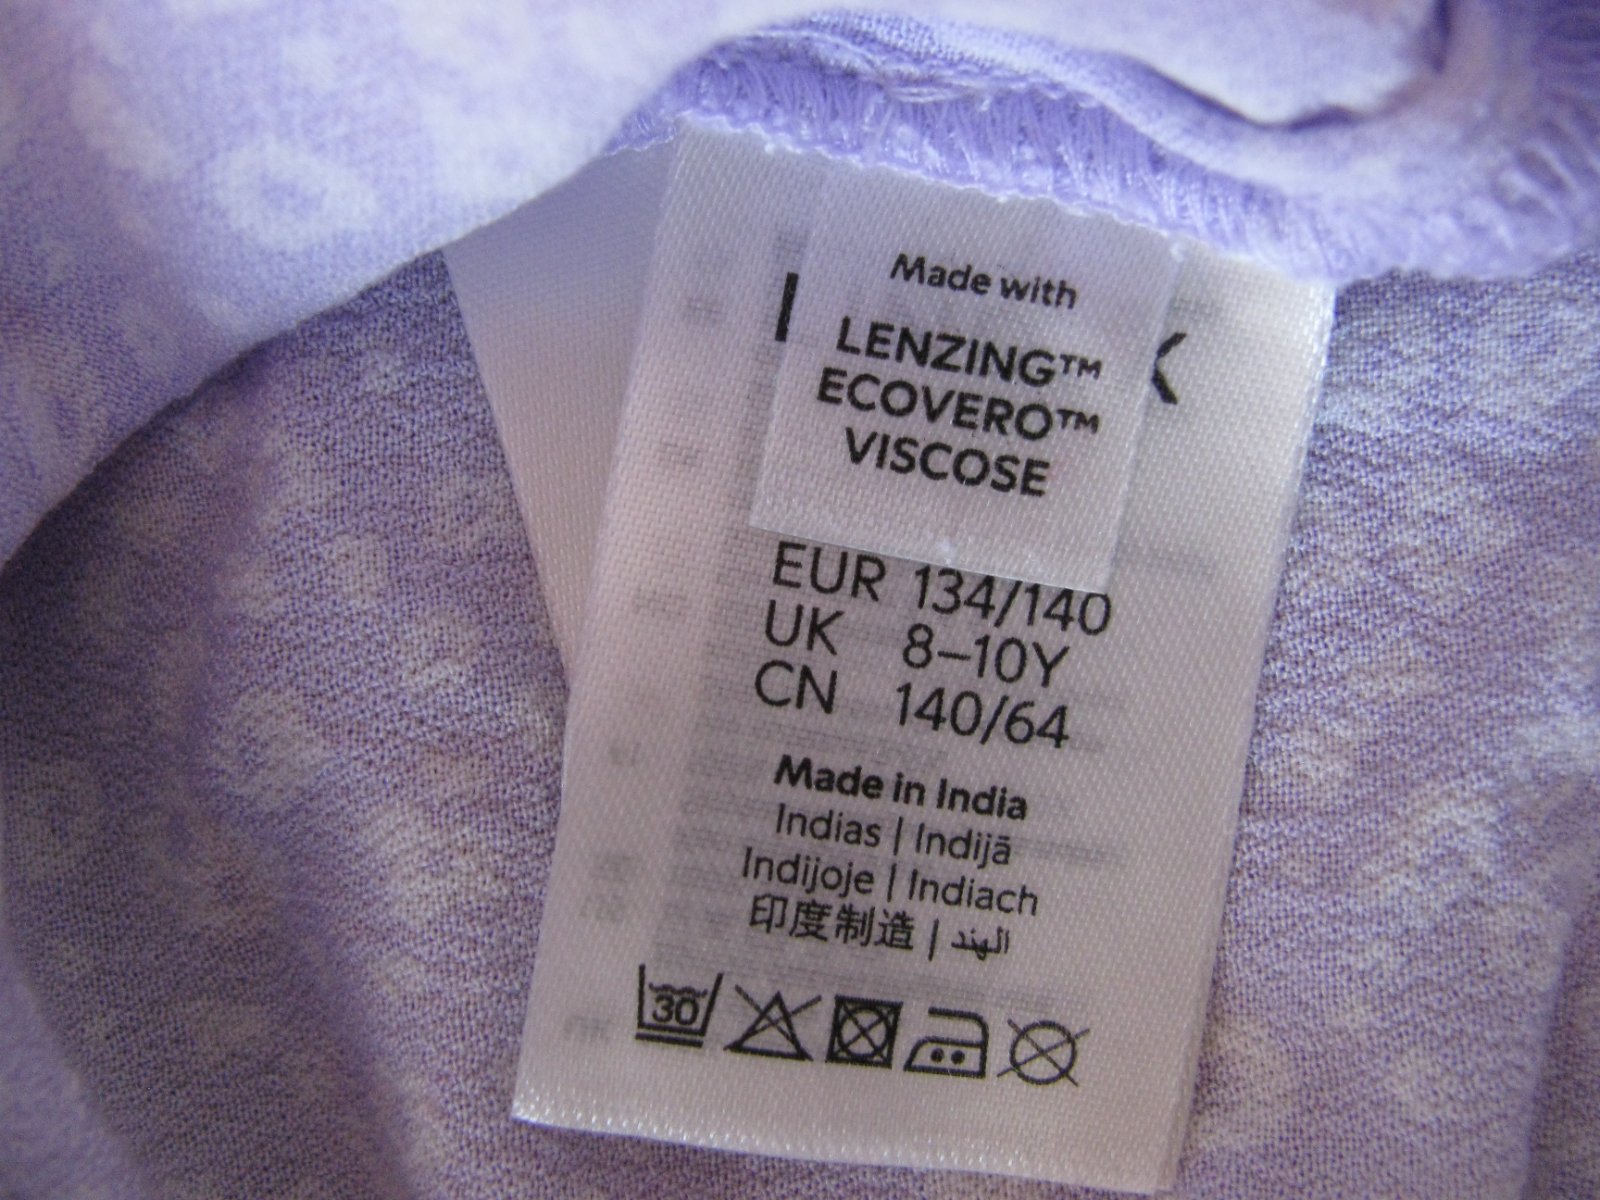 Made with
LENZING™
ECOVERO™
VISCOSE
EUR 134/140
UK 8–10Y
CN 140/64
Made in India
Indias | Indijā
Indijoje | Indiach
印度制造 | الهند
30